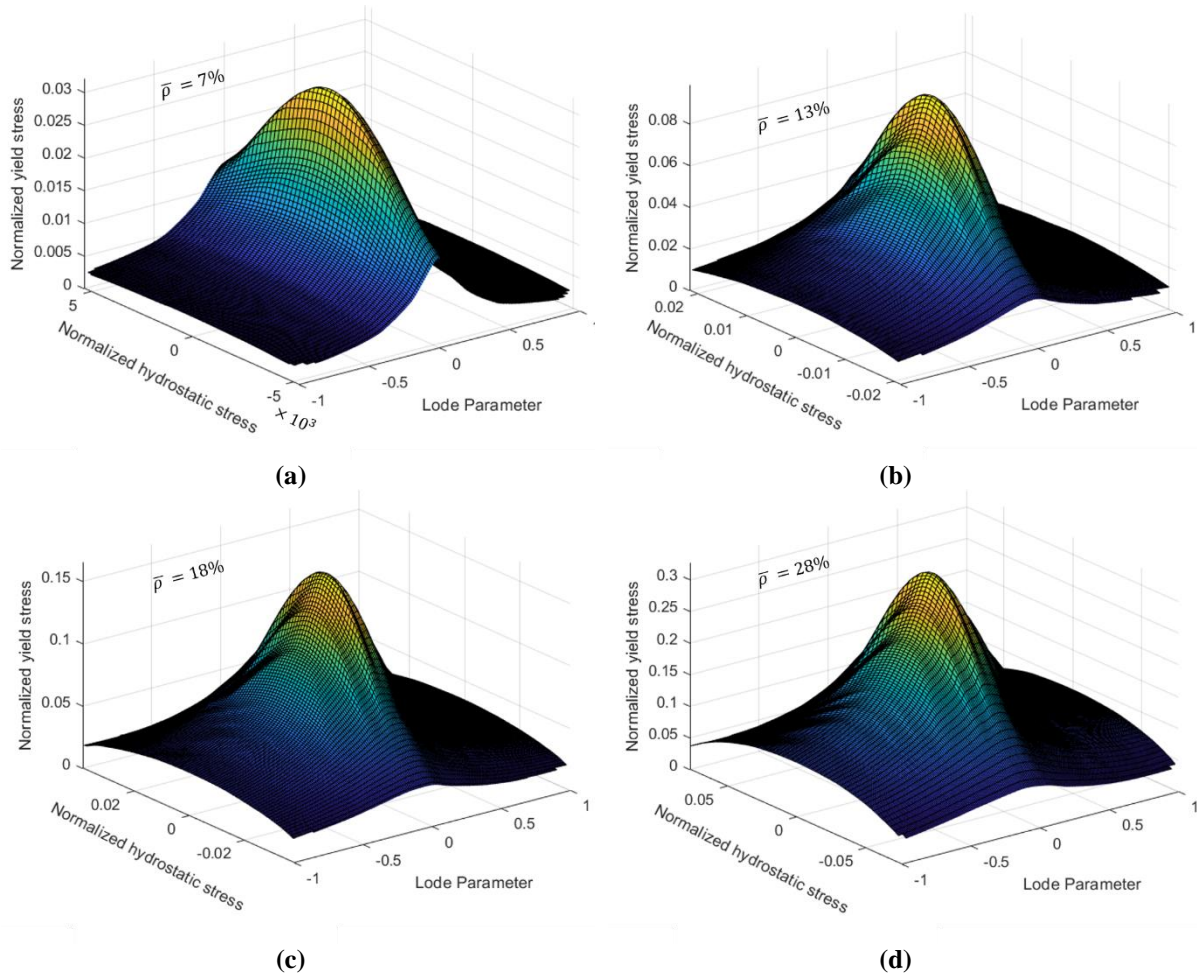 ρ̅ = 7%
0.03
0.025
0.02
0.015
0.01
0.005
0
Normalized yield stress
5
0
-5
× 10³
Normalized hydrostatic stress
-1
-0.5
0
0.5
Lode Parameter
(a)
ρ̅ = 13%
0.08
0.06
0.04
0.02
0
Normalized yield stress
0.02
0.01
0
-0.01
-0.02
Normalized hydrostatic stress
-1
-0.5
0
0.5
1
Lode Parameter
(b)
ρ̅ = 18%
0.15
0.1
0.05
0
Normalized yield stress
0.02
0
-0.02
Normalized hydrostatic stress
-1
-0.5
0
0.5
1
Lode Parameter
(c)
ρ̅ = 28%
0.3
0.25
0.2
0.15
0.1
0.05
0
Normalized yield stress
0.05
0
-0.05
Normalized hydrostatic stress
-1
-0.5
0
0.5
1
Lode Parameter
(d)